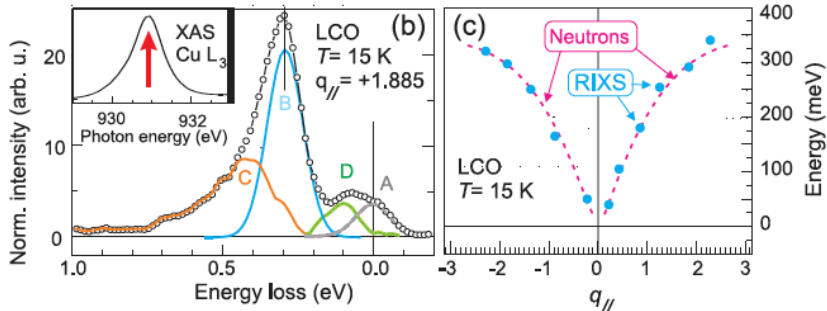 20
10
0
Norm. intensity (arb. u.)
XAS
Cu L3
930
932
Photon energy (eV)
(b)
LCO
T= 15 K
q//= +1.885
B
C
D
A
1.0
0.5
0.0
Energy loss (eV)
(c)
Neutrons
RIXS
LCO
T= 15 K
400
300
200
100
0
Energy (meV)
-3
-2
-1
0
1
2
3
q//